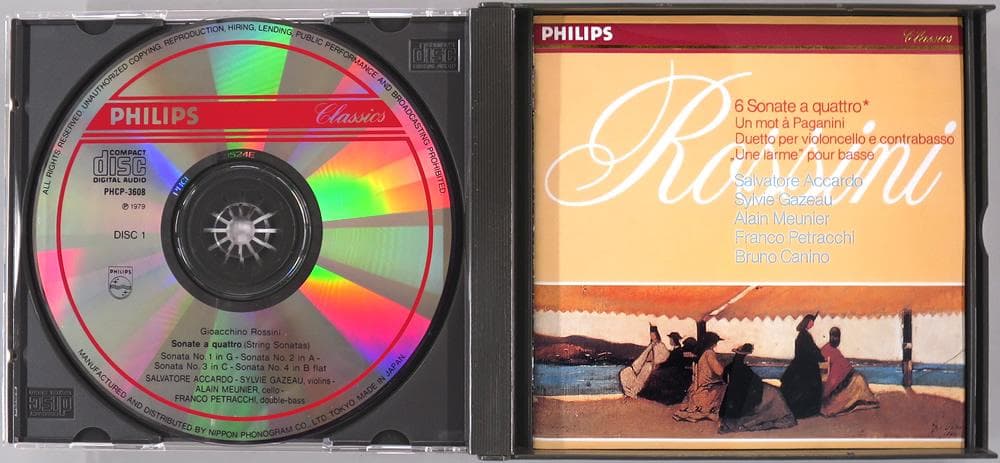 ALL RIGHTS RESERVED. UNAUTHORIZED COPYING, REPRODUCTION, HIRING, LENDING, PUBLIC PERFORMANCE AND BROADCASTING PROHIBITED
PHILIPS Classics
COMPACT
disc
DIGITAL AUDIO
PHCP-3608
℗ 1979
DISC 1
PHILIPS
Gioacchino Rossini
Sonate a quattro (String Sonatas)
Sonata No. 1 in G - Sonata No. 2 in A -
Sonata No. 3 in C - Sonata No. 4 in B flat
SALVATORE ACCARDO - SYLVIE GAZEAU, violins -
ALAIN MEUNIER, cello -
FRANCO PETRACCHI, double-bass
MANUFACTURED AND DISTRIBUTED BY NIPPON PHONOGRAM CO., LTD. TOKYO. MADE IN JAPAN.
disc
disc
PHILIPS Classics
Rossini
6 Sonate a quattro*
Un mot à Paganini
Duetto per violoncello e contrabasso
„Une larme” pour basse
Salvatore Accardo
Sylvie Gazeau
Alain Meunier
Franco Petracchi
Bruno Canino